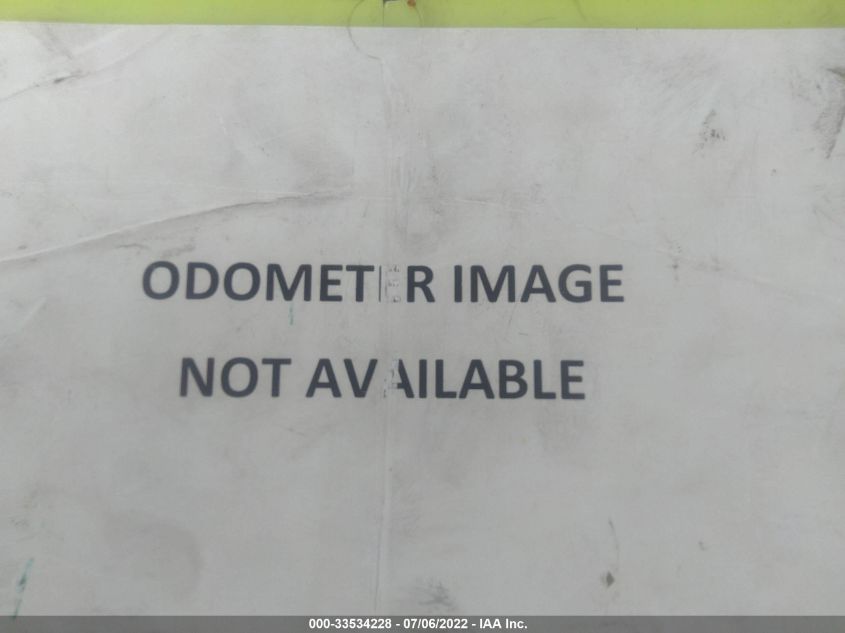 ODOMETER IMAGE
NOT AVAILABLE
000-33534228 - 07/06/2022 - IAA Inc.